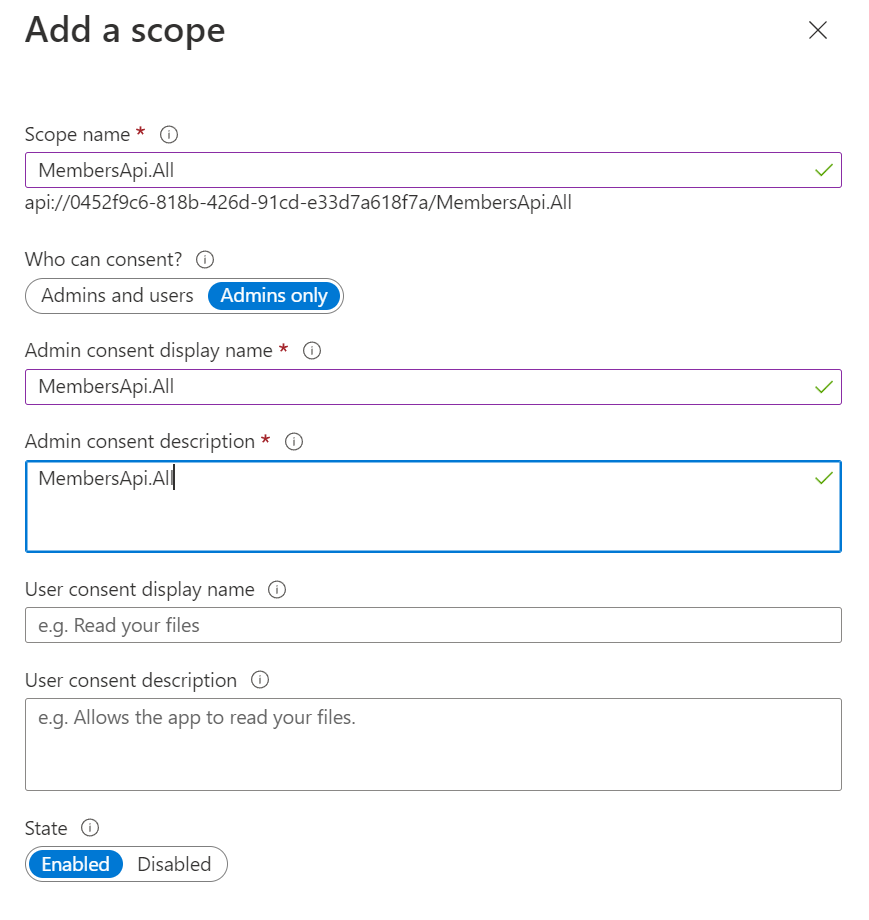 Add a scope
Scope name *
MembersApi.All
api://0452f9c6-818b-426d-91cd-e33d7a618f7a/MembersApi.All
Who can consent?
Admins and users Admins only
Admin consent display name *
MembersApi.All
Admin consent description *
MembersApi.All
User consent display name
e.g. Read your files
User consent description
e.g. Allows the app to read your files.
State
Enabled Disabled